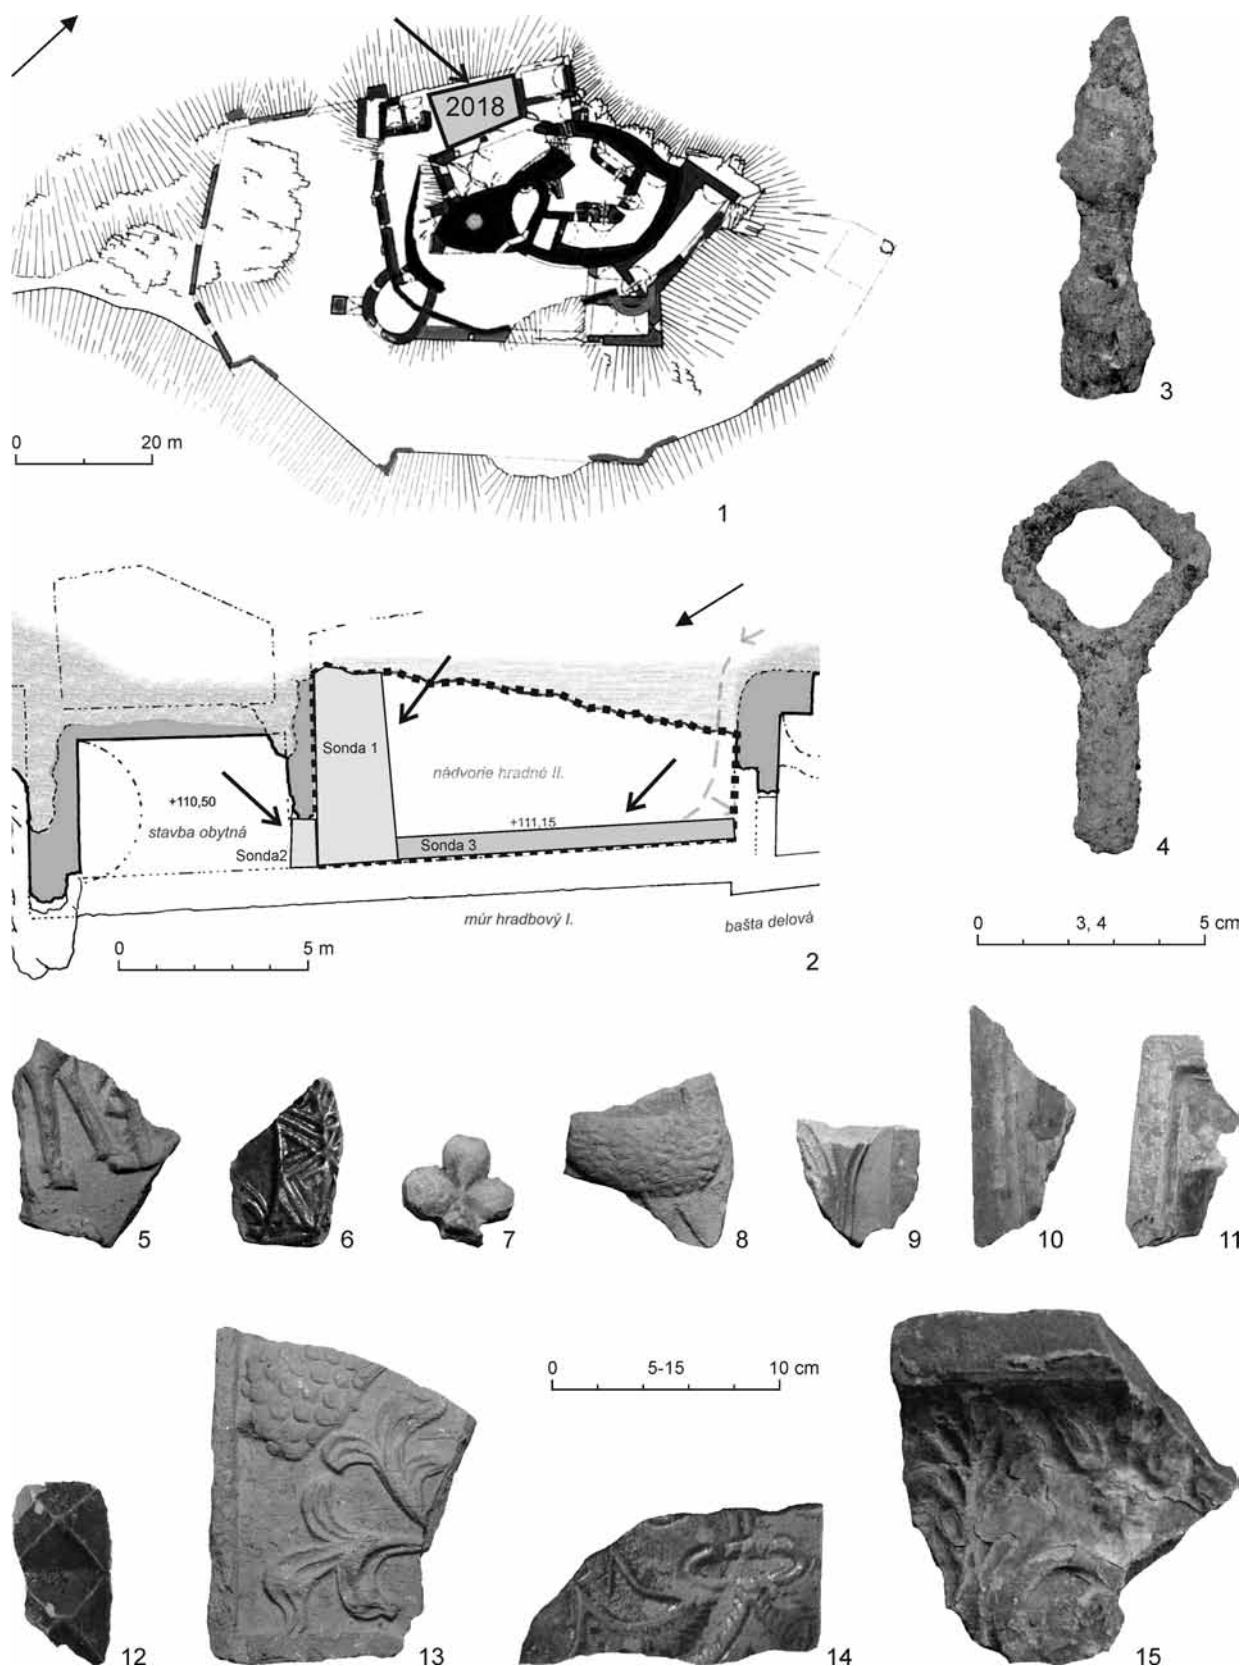 2018
3
0 20 m
1
4
Sonda 1
nádvorie hradné II.
+110,50
stavba obytná
+111,15
Sonda2
Sonda 3
múr hradbový I.
bašta delová
0 5 m
2
0 3, 4 5 cm
5
6
7
8
9
10
11
0 5-15 10 cm
12
13
14
15